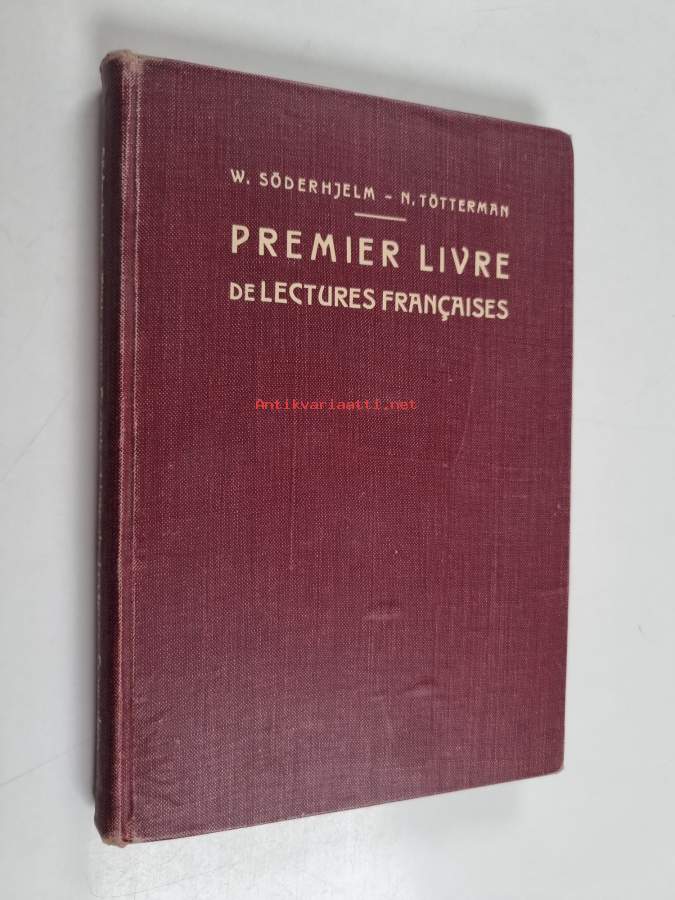 W. SÖDERHJELM – N. TÖTTERMAN
PREMIER LIVRE
DE LECTURES FRANÇAISES
Antikvariaatti.net